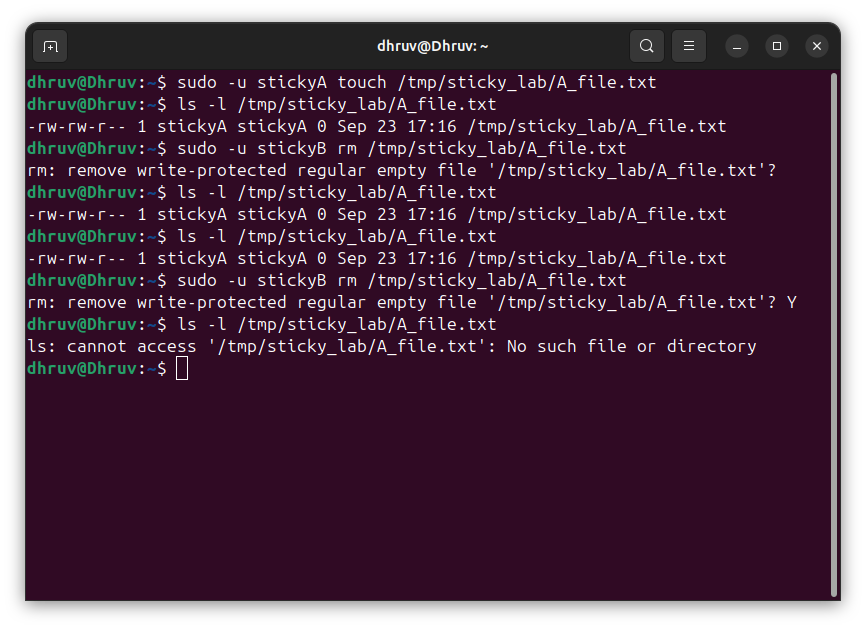 dhruv@Dhruv: ~
dhruv@Dhruv:~$ sudo -u stickyA touch /tmp/sticky_lab/A_file.txt
dhruv@Dhruv:~$ ls -l /tmp/sticky_lab/A_file.txt
-rw-rw-r-- 1 stickyA stickyA 0 Sep 23 17:16 /tmp/sticky_lab/A_file.txt
dhruv@Dhruv:~$ sudo -u stickyB rm /tmp/sticky_lab/A_file.txt
rm: remove write-protected regular empty file '/tmp/sticky_lab/A_file.txt'?
dhruv@Dhruv:~$ ls -l /tmp/sticky_lab/A_file.txt
-rw-rw-r-- 1 stickyA stickyA 0 Sep 23 17:16 /tmp/sticky_lab/A_file.txt
dhruv@Dhruv:~$ ls -l /tmp/sticky_lab/A_file.txt
-rw-rw-r-- 1 stickyA stickyA 0 Sep 23 17:16 /tmp/sticky_lab/A_file.txt
dhruv@Dhruv:~$ sudo -u stickyB rm /tmp/sticky_lab/A_file.txt
rm: remove write-protected regular empty file '/tmp/sticky_lab/A_file.txt'? Y
dhruv@Dhruv:~$ ls -l /tmp/sticky_lab/A_file.txt
ls: cannot access '/tmp/sticky_lab/A_file.txt': No such file or directory
dhruv@Dhruv:~$